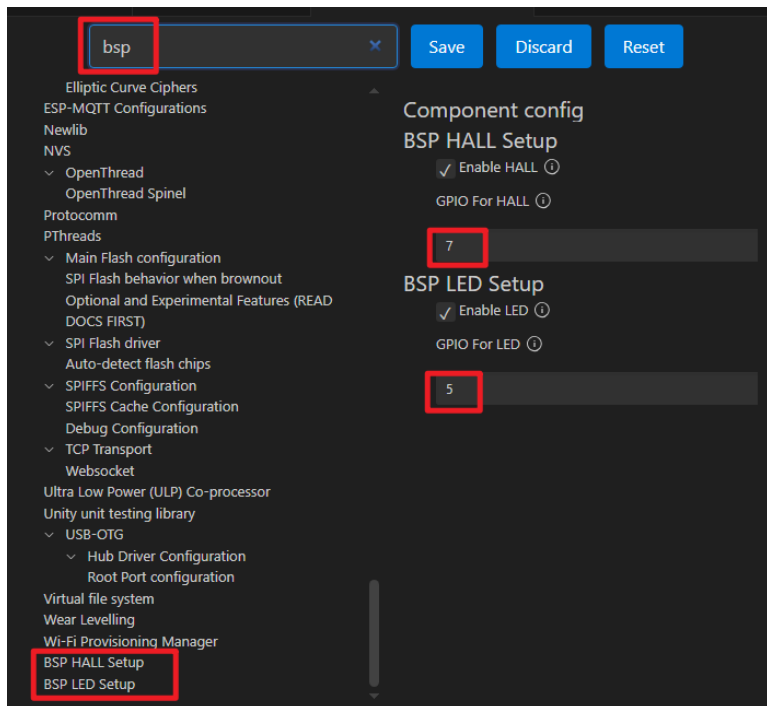 bsp
Save
Discard
Reset
Elliptic Curve Ciphers
ESP-MQTT Configurations
Newlib
NVS
OpenThread
OpenThread Spinel
Protocomm
PThreads
Main Flash configuration
SPI Flash behavior when brownout
Optional and Experimental Features (READ
DOCS FIRST)
SPI Flash driver
Auto-detect flash chips
SPIFFS Configuration
SPIFFS Cache Configuration
Debug Configuration
TCP Transport
Websocket
Ultra Low Power (ULP) Co-processor
Unity unit testing library
USB-OTG
Hub Driver Configuration
Root Port configuration
Virtual file system
Wear Levelling
Wi-Fi Provisioning Manager
BSP HALL Setup
BSP LED Setup
Component config
BSP HALL Setup
Enable HALL
GPIO For HALL
7
BSP LED Setup
Enable LED
GPIO For LED
5